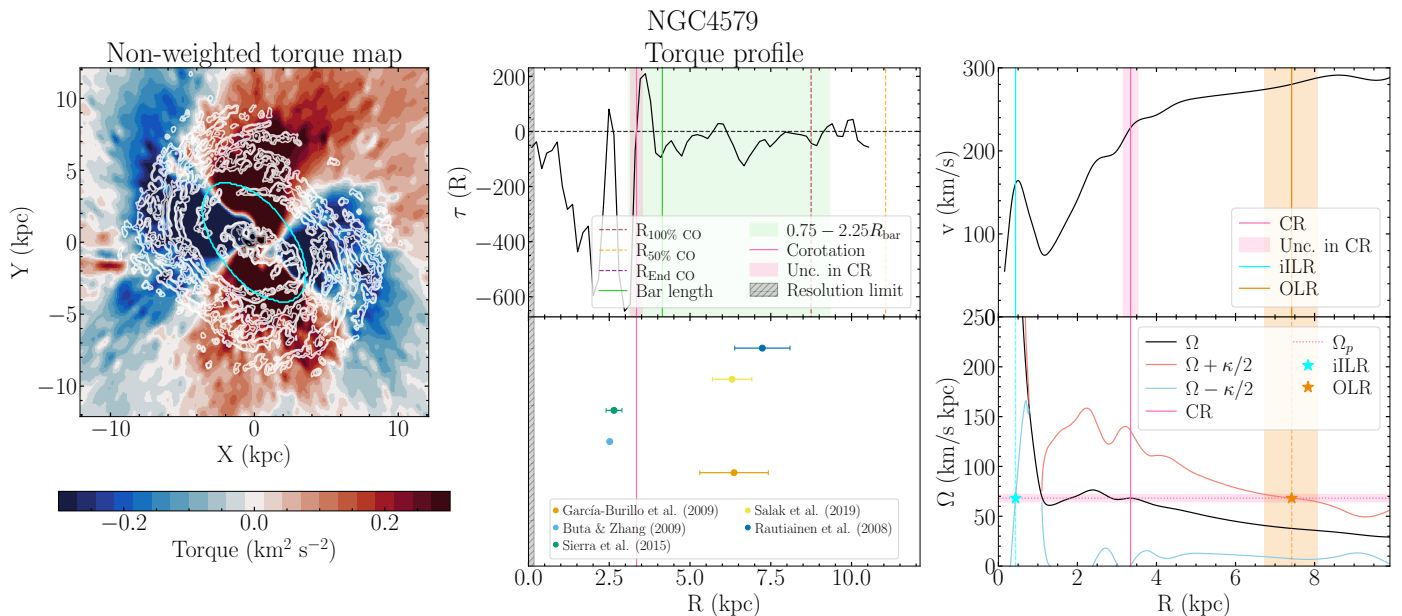 NGC4579
Non-weighted torque map
Y (kpc)
10
5
0
−5
−10
−10
0
10
X (kpc)
−0.2
0.0
0.2
Torque (km² s⁻²)
Torque profile
τ (R)
200
0
−200
−400
−600
R100% CO
R50% CO
REnd CO
Bar length
0.75 − 2.25Rbar
Corotation
Unc. in CR
Resolution limit
García-Burillo et al. (2009)
Buta & Zhang (2009)
Sierra et al. (2015)
Salak et al. (2019)
Rautiainen et al. (2008)
0.0
2.5
5.0
7.5
10.0
R (kpc)
v (km/s)
300
200
100
0
CR
Unc. in CR
iILR
OLR
Ω (km/s kpc)
250
200
150
100
50
0
Ω
Ω + κ/2
Ω − κ/2
CR
Ωp
iILR
OLR
0
2
4
6
8
R (kpc)